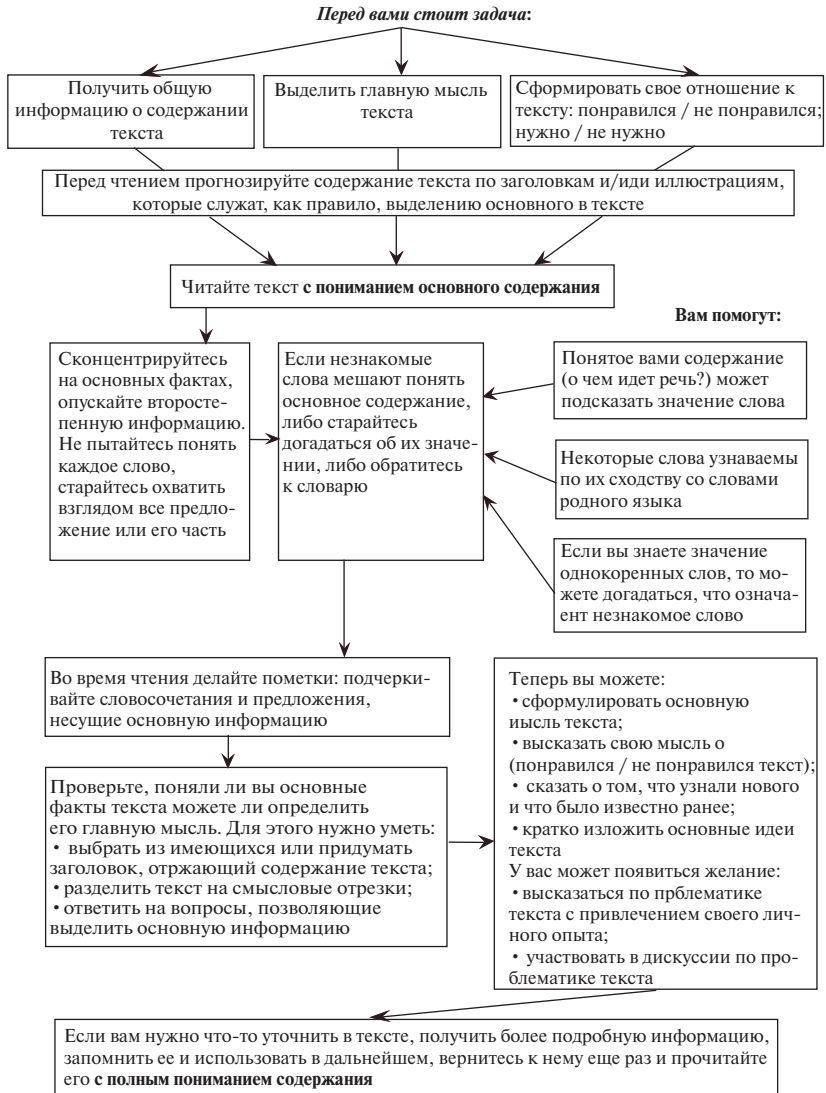 Перед вами стоит задача:
Получить общую
информацию о содержании
текста
Выделить главную мысль
текста
Сформировать свое отношение к
тексту: понравился / не понравился;
нужно / не нужно
Перед чтением прогнозируйте содержание текста по заголовкам и/иди иллюстрациям,
которые служат, как правило, выделению основного в тексте
Читайте текст с пониманием основного содержания
Вам помогут:
Сконцентрируйтесь
на основных фактах,
опускайте второсте-
пенную информацию.
Не пытайтесь понять
каждое слово,
старайтесь охватить
взглядом все предло-
жение или его часть
Если незнакомые
слова мешают понять
основное содержание,
либо старайтесь
догадаться об их значе-
нии, либо обратитесь
к словарю
Понятое вами содержание
(о чем идет речь?) может
подсказать значение слова
Некоторые слова узнаваемы
по их сходству со словами
родного языка
Если вы знаете значение
однокоренных слов, то мо-
жете догадаться, что означа-
ент незнакомое слово
Во время чтения делайте пометки: подчерки-
вайте словосочетания и предложения,
несущие основную информацию
Проверьте, поняли ли вы основные
факты текста можете ли определить
его главную мысль. Для этого нужно уметь:
• выбрать из имеющихся или придумать
заголовок, отржающий содержание текста;
• разделить текст на смысловые отрезки;
• ответить на вопросы, позволяющие
выделить основную информацию
Теперь вы можете:
• сформулировать основную
иысль текста;
• высказать свою мысль о
(понравился / не понравился текст);
• сказать о том, что узнали нового
и что было известно ранее;
• кратко изложить основные идеи
текста
У вас может появиться желание:
• высказаться по прблематике
текста с привлечением своего лич-
ного опыта;
• участвовать в дискуссии по про-
блематике текста
Если вам нужно что-то уточнить в тексте, получить более подробную информацию,
запомнить ее и использовать в дальнейшем, вернитесь к нему еще раз и прочитайте
его с полным пониманием содержания